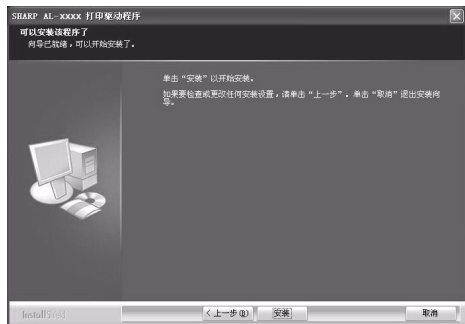 SHARP AL-XXXX 打印驱动程序
可以安装该程序了
向导已就绪，可以开始安装了。
单击“安装”以开始安装。
如果要检查或更改任何安装设置，请单击“上一步”。单击“取消”退出安装向
导。
InstallShield
< 上一步(B)
安装
取消